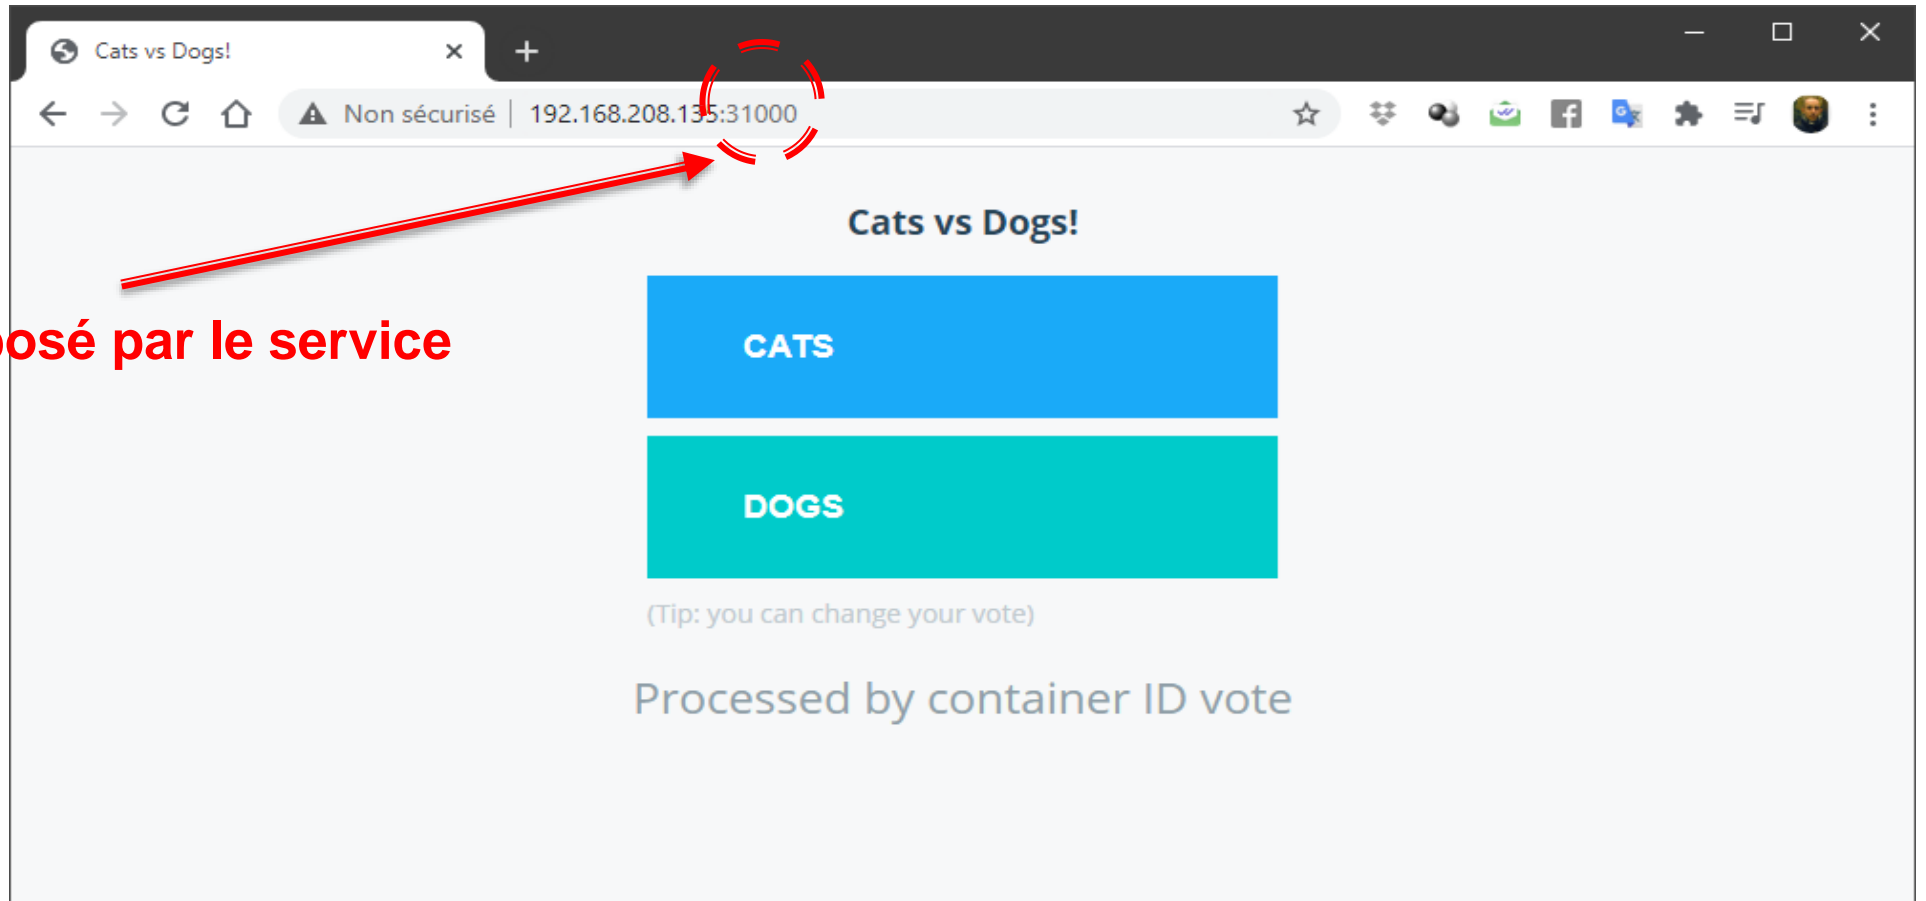 Cats vs Dogs!
Non sécurisé | 192.168.208.135:31000
Cats vs Dogs!
posé par le service
CATS
DOGS
(Tip: you can change your vote)
Processed by container ID vote